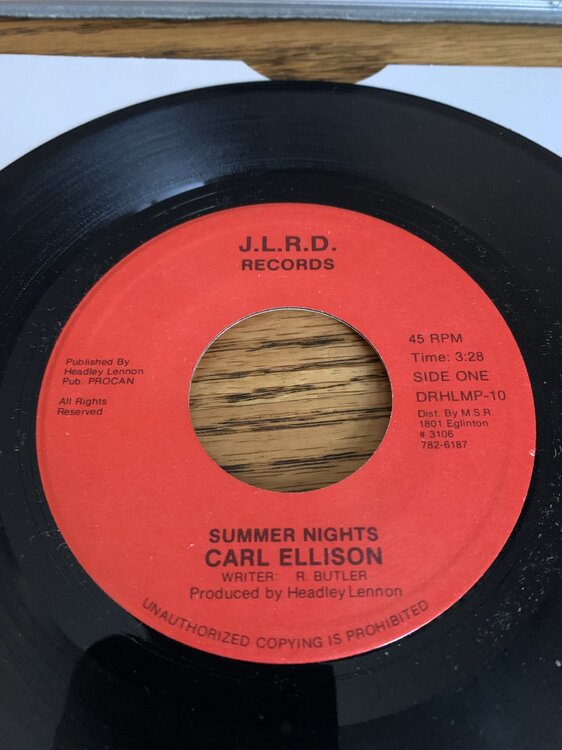 J.L.R.D.
RECORDS
Published By
Headley Lennon
Pub. PROCAN
All Rights
Reserved
45 RPM
Time: 3:28
SIDE ONE
DRHLMP-10
Dist. By M.S.R
1801 Eglinton
# 3106
782-6187
SUMMER NIGHTS
CARL ELLISON
WRITER: R. BUTLER
Produced by Headley Lennon
UNAUTHORIZED COPYING IS PROHIBITED